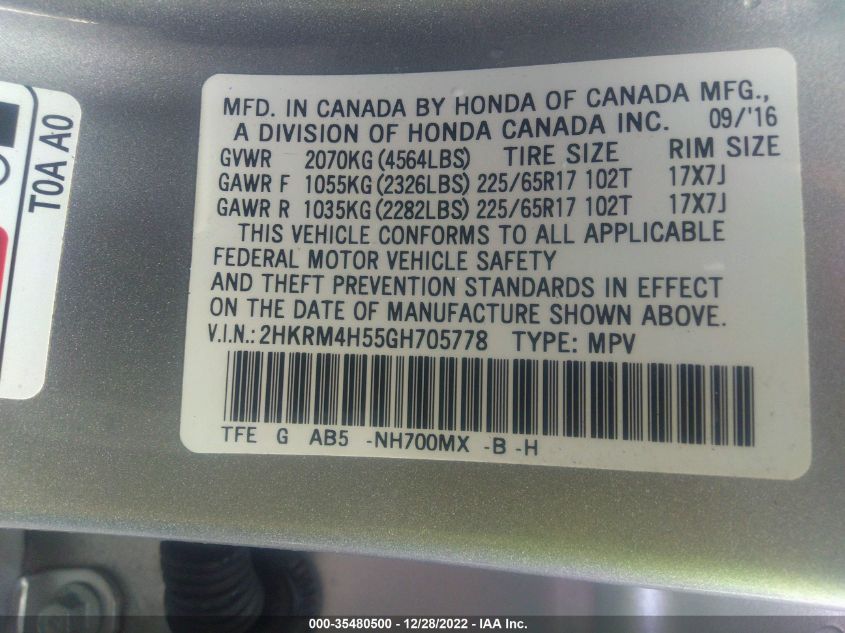 T0A A0
MFD. IN CANADA BY HONDA OF CANADA MFG.,
A DIVISION OF HONDA CANADA INC. 09/'16
GVWR 2070KG (4564LBS) TIRE SIZE RIM SIZE
GAWR F 1055KG (2326LBS) 225/65R17 102T 17X7J
GAWR R 1035KG (2282LBS) 225/65R17 102T 17X7J
THIS VEHICLE CONFORMS TO ALL APPLICABLE
FEDERAL MOTOR VEHICLE SAFETY
AND THEFT PREVENTION STANDARDS IN EFFECT
ON THE DATE OF MANUFACTURE SHOWN ABOVE.
V.I.N.: 2HKRM4H55GH705778 TYPE: MPV
TFE G AB5 -NH700MX -B -H
000-35480500 - 12/28/2022 - IAA Inc.